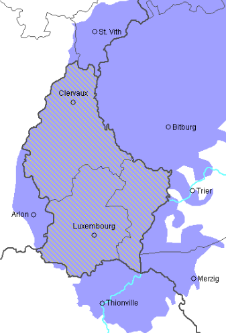 St. Vith
Clervaux
Bitburg
Trier
Arlon
Luxembourg
Merzig
Thionville